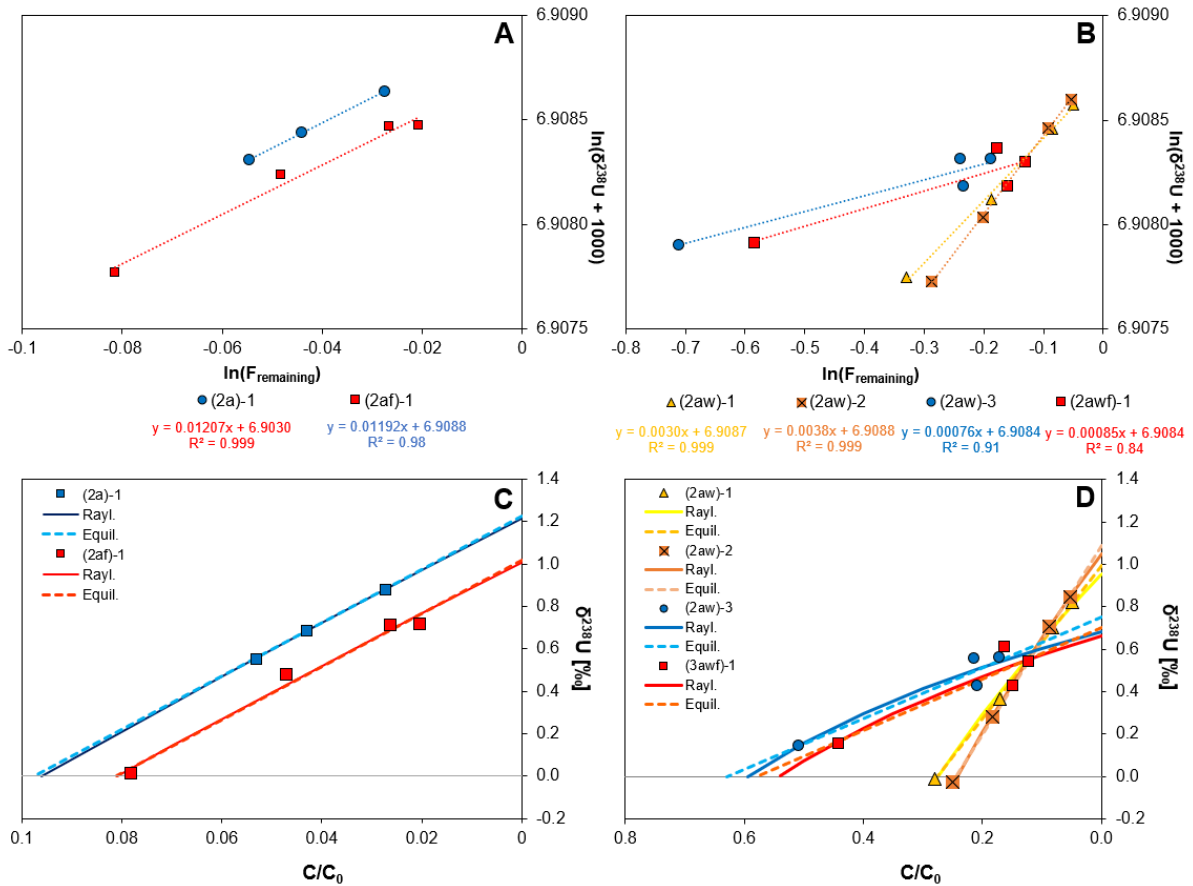 A
6.9090
6.9085
6.9080
6.9075
ln(δ²³⁸U + 1000)
-0.1
-0.08
-0.06
-0.04
-0.02
0
ln(Fremaining)
(2a)-1
(2af)-1
y = 0.01207x + 6.9030
R² = 0.999
y = 0.01192x + 6.9088
R² = 0.98
B
6.9090
6.9085
6.9080
6.9075
ln(δ²³⁸U + 1000)
-0.8
-0.7
-0.6
-0.5
-0.4
-0.3
-0.2
-0.1
0
ln(Fremaining)
(2aw)-1
(2aw)-2
(2aw)-3
(2awf)-1
y = 0.0030x + 6.9087
R² = 0.999
y = 0.0038x + 6.9088
R² = 0.999
y = 0.00076x + 6.9084
R² = 0.91
y = 0.00085x + 6.9084
R² = 0.84
C
(2a)-1
Rayl.
Equil.
(2af)-1
Rayl.
Equil.
1.4
1.2
1.0
0.8
0.6
0.4
0.2
0.0
-0.2
δ²³⁸U [‰]
0.1
0.08
0.06
0.04
0.02
0
C/C₀
D
(2aw)-1
Rayl.
Equil.
(2aw)-2
Rayl.
Equil.
(2aw)-3
Rayl.
Equil.
(3awf)-1
Rayl.
Equil.
1.4
1.2
1.0
0.8
0.6
0.4
0.2
0.0
-0.2
δ²³⁸U [‰]
0.8
0.6
0.4
0.2
0.0
C/C₀